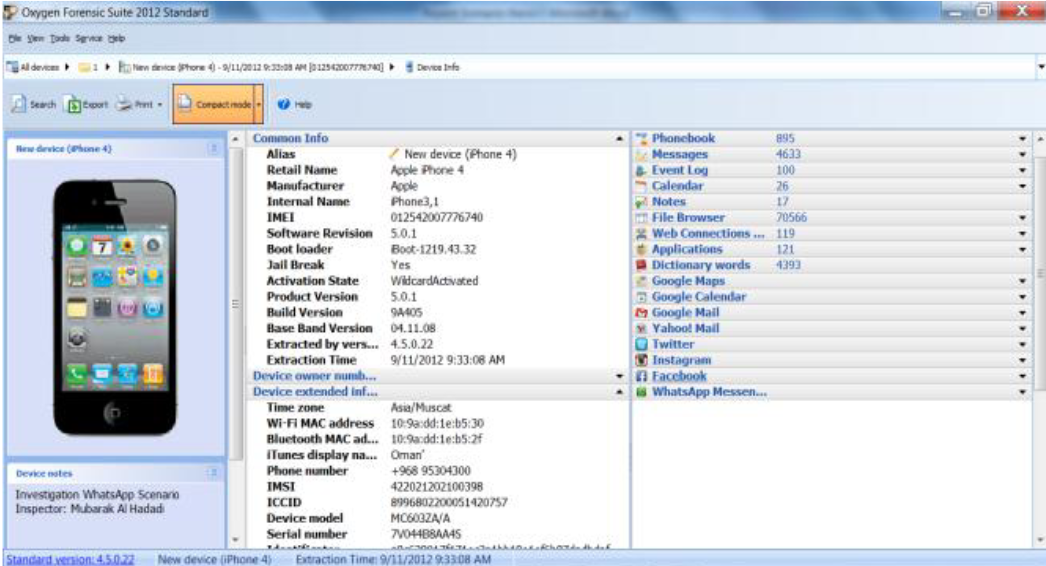 Oxygen Forensic Suite 2012 Standard
File View Tools Service Help
All devices 1 New device (iPhone 4) - 9/11/2012 9:33:08 AM [012542007776740] Device Info
Search Export Print Compact mode Help
New device (iPhone 4)
7
Device notes
Investigation WhatsApp Scenario
Inspector: Mubarak Al Hadadi
Common Info
Alias New device (iPhone 4)
Retail Name Apple iPhone 4
Manufacturer Apple
Internal Name iPhone3,1
IMEI 012542007776740
Software Revision 5.0.1
Boot loader iBoot-1219.43.32
Jail Break Yes
Activation State WildcardActivated
Product Version 5.0.1
Build Version 9A405
Base Band Version 04.11.08
Extracted by vers... 4.5.0.22
Extraction Time 9/11/2012 9:33:08 AM
Device owner numb...
Device extended inf...
Time zone Asia/Muscat
Wi-Fi MAC address 10:9a:dd:1e:b5:30
Bluetooth MAC ad... 10:9a:dd:1e:b5:2f
iTunes display na... Oman'
Phone number +968 95304300
IMSI 422021202100398
ICCID 8996802200051420757
Device model MC603ZA/A
Serial number 7V044B8AA4S
Phonebook 895
Messages 4633
Event Log 100
Calendar 26
Notes 17
File Browser 70566
Web Connections ... 119
Applications 121
Dictionary words 4393
Google Maps
Google Calendar
Google Mail
Yahoo! Mail
Twitter
Instagram
Facebook
WhatsApp Messen...
Standard version: 4.5.0.22 New device (iPhone 4) Extraction Time: 9/11/2012 9:33:08 AM